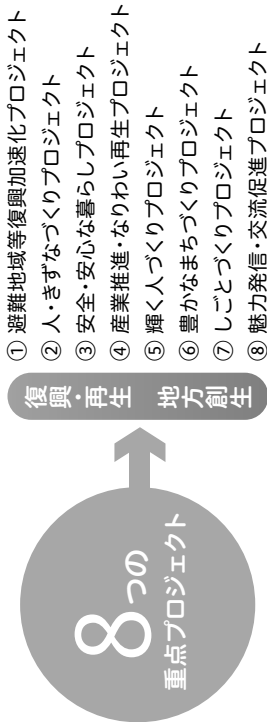 8つの
重点プロジェクト
復興・再生
地方創生
① 避難地域等復興加速化プロジェクト
② 人・きずなづくりプロジェクト
③ 安全・安心な暮らしプロジェクト
④ 産業推進・なりわい再生プロジェクト
⑤ 輝く人づくりプロジェクト
⑥ 豊かなまちづくりプロジェクト
⑦ しごとづくりプロジェクト
⑧ 魅力発信・交流促進プロジェクト